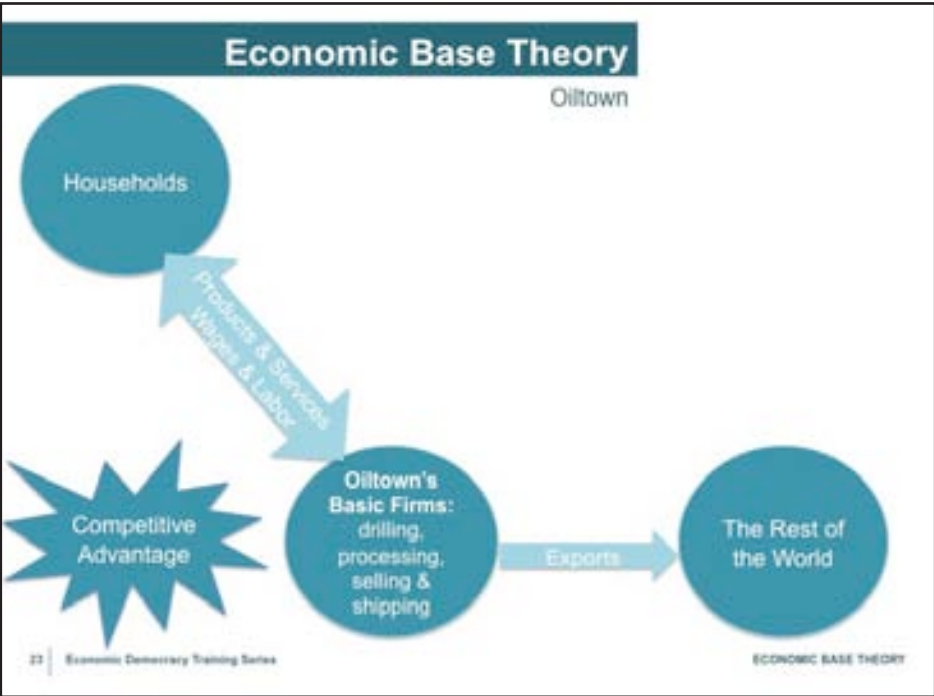 Economic Base Theory
Oiltown
Households
Products & Services
Wages & Labor
Competitive
Advantage
Oiltown's
Basic Firms:
drilling,
processing,
selling &
shipping
Exports
The Rest of
the World
23 Economic Democracy Training Series
ECONOMIC BASE THEORY